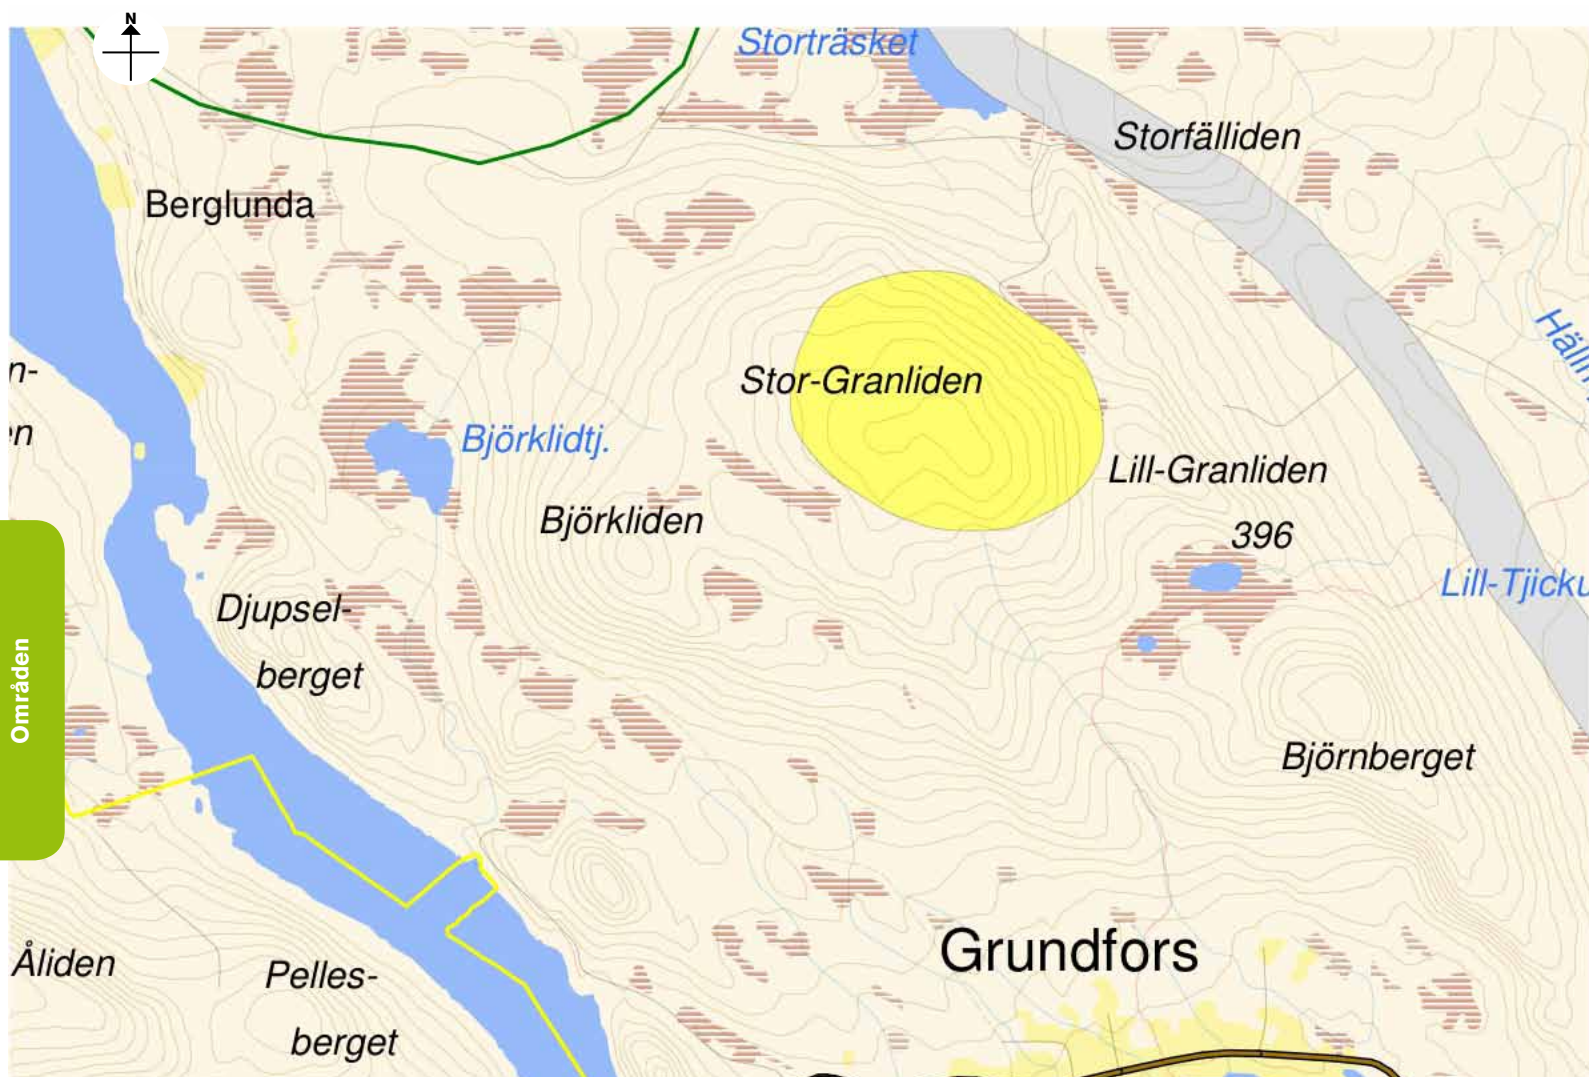 N
Storträsket
Storfälliden
Berglunda
n-
en
Stor-Granliden
Björklidtj.
Lill-Granliden
396
Björkliden
Lill-Tjicku
Djupsel-
berget
Områden
Björnberget
Grundfors
Åliden
Pelles-
berget